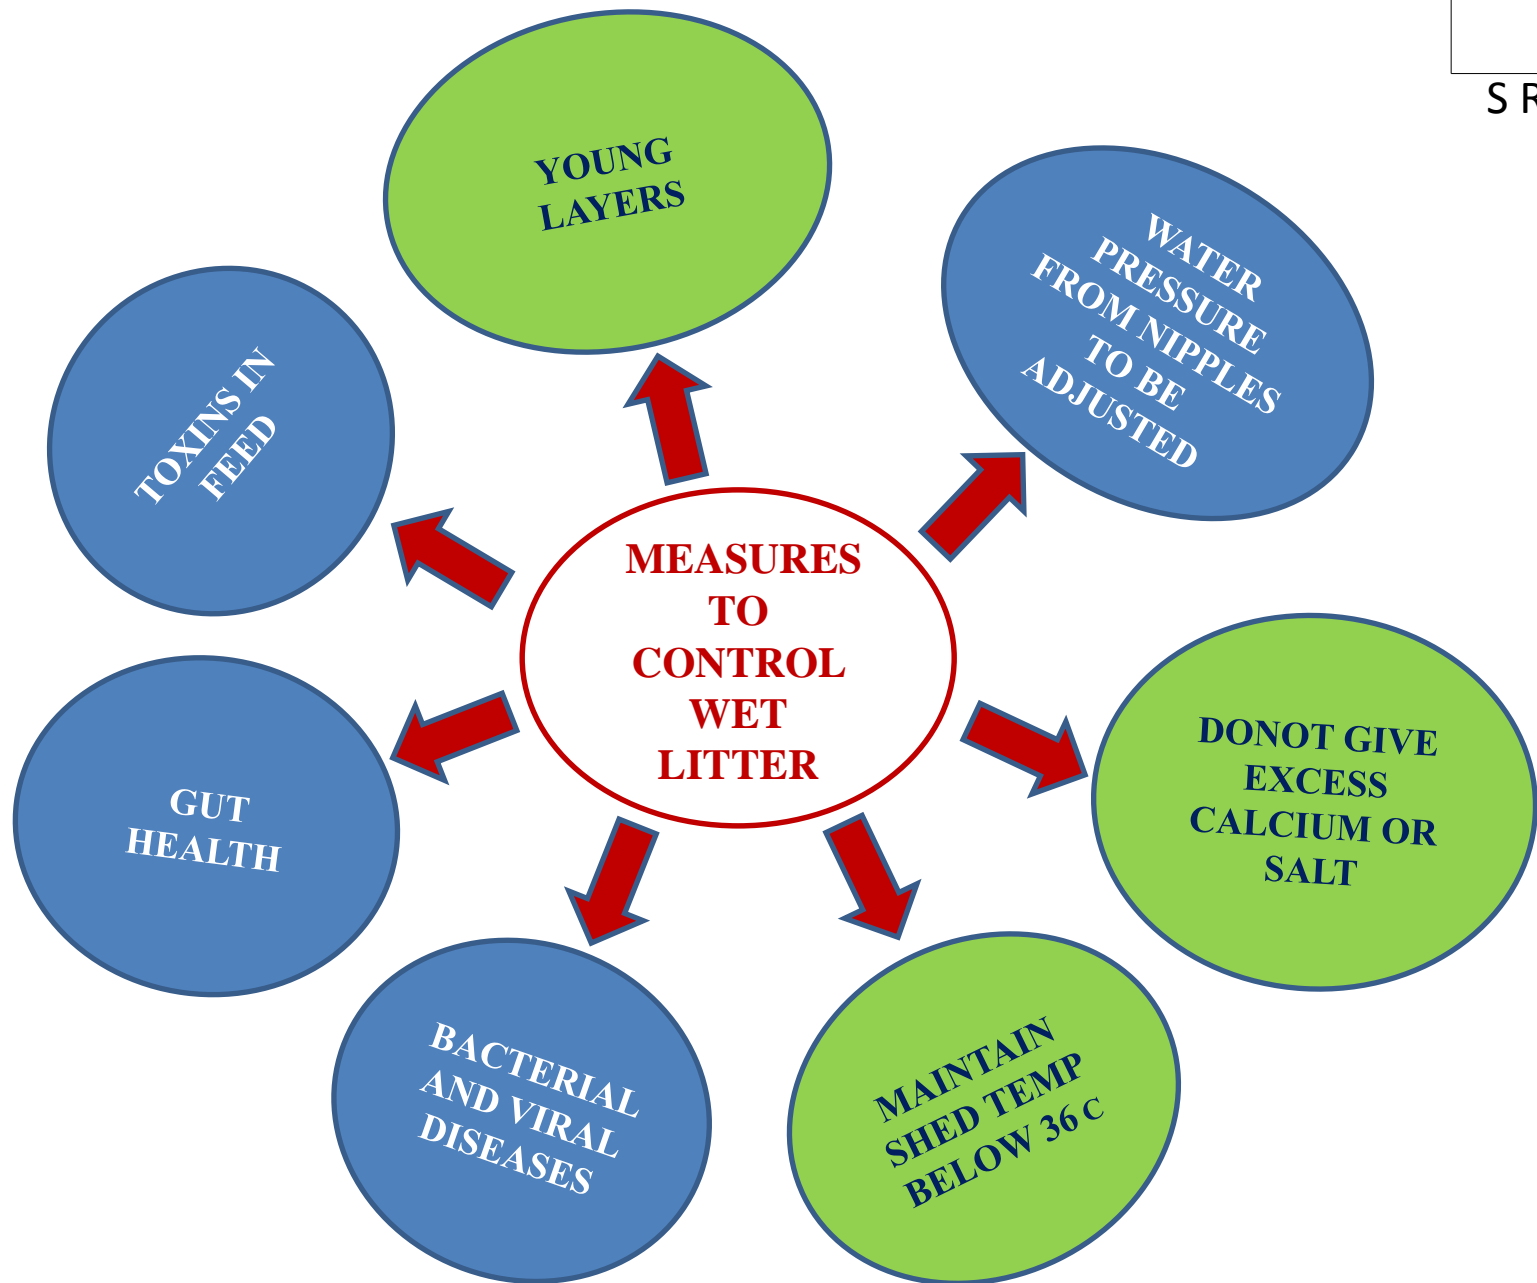 S R
YOUNG
LAYERS
WATER
PRESSURE
FROM NIPPLES
TO BE
ADJUSTED
TOXINS IN
FEED
MEASURES
TO
CONTROL
WET
LITTER
DONOT GIVE
EXCESS
CALCIUM OR
SALT
GUT
HEALTH
BACTERIAL
AND VIRAL
DISEASES
MAINTAIN
SHED TEMP
BELOW 36 C